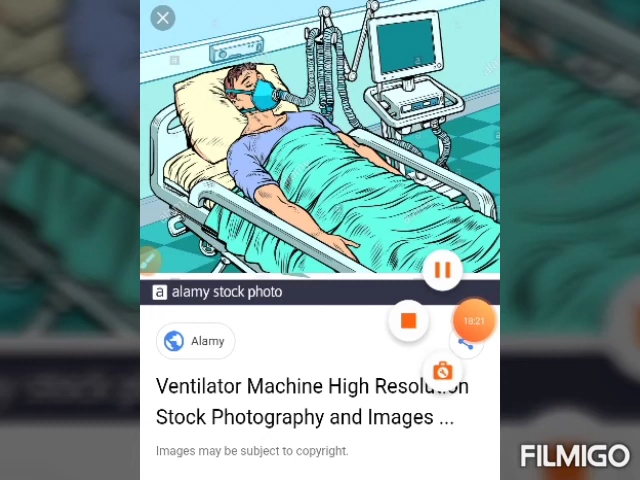 a alamy stock photo
18:21
Alamy
Ventilator Machine High Resolution
Stock Photography and Images ...
Images may be subject to copyright.
FILMIGO